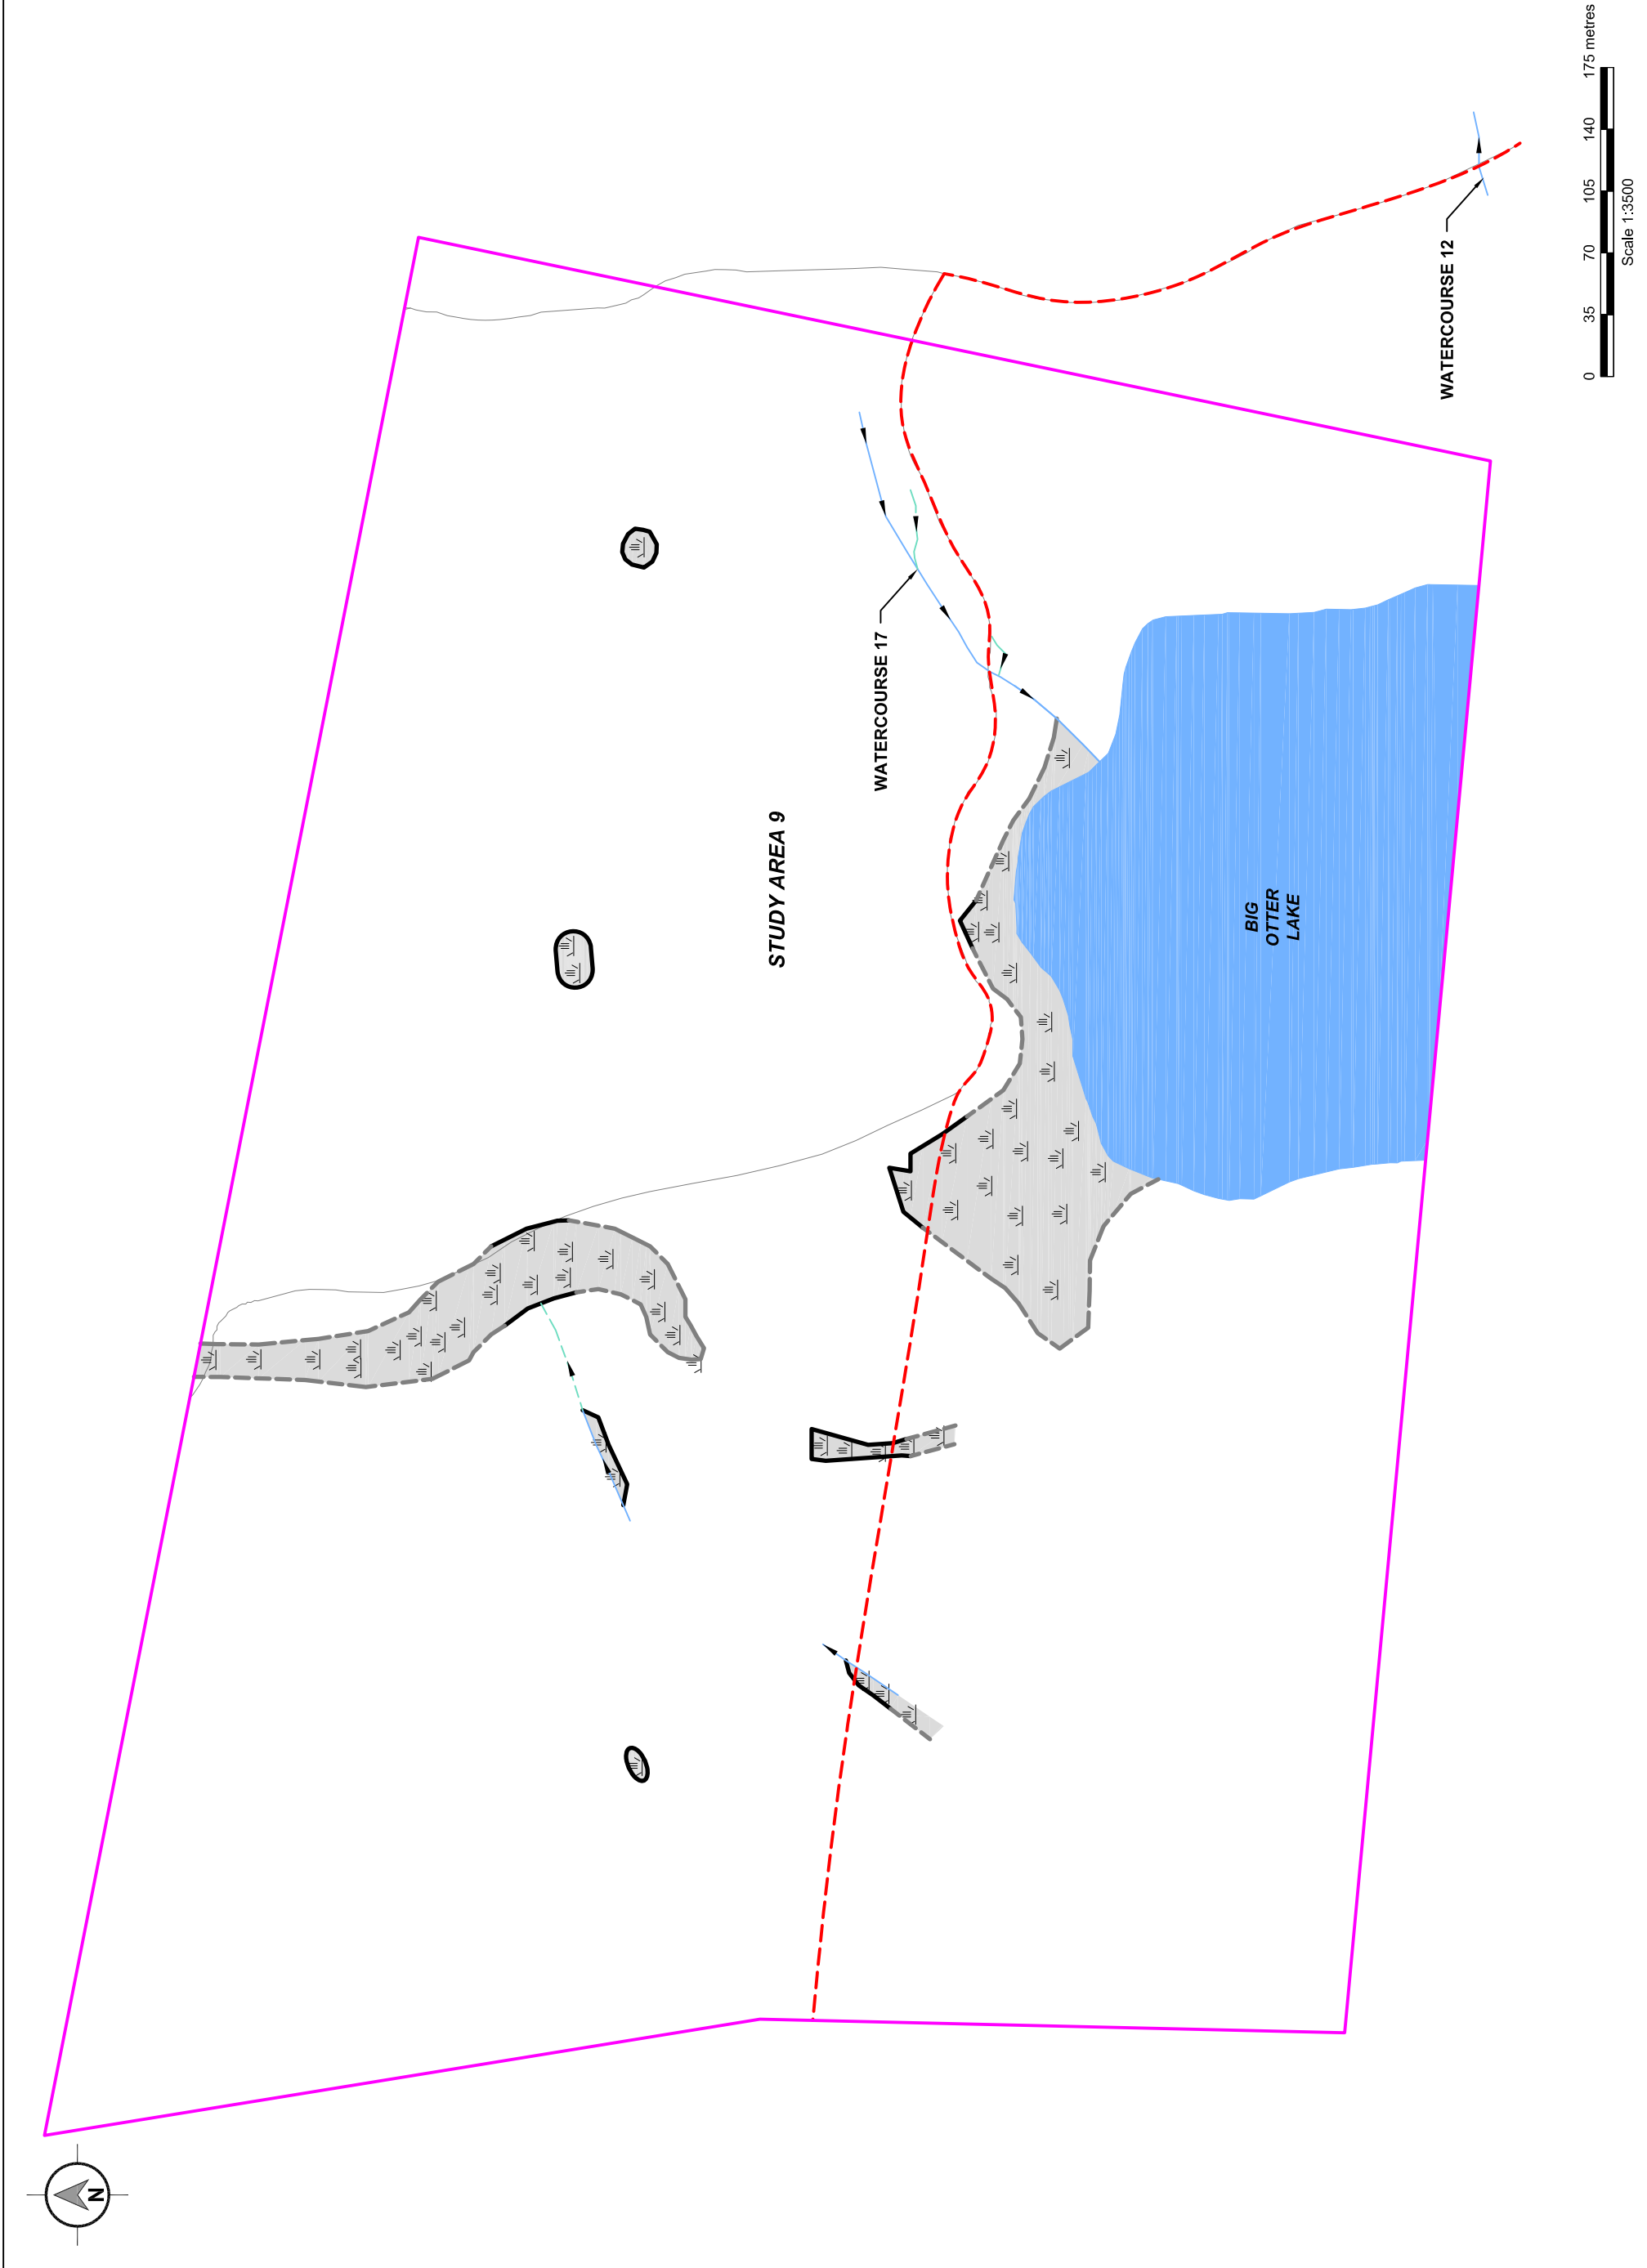 STUDY AREA 9
WATERCOURSE 17
BIG
OTTER
LAKE
WATERCOURSE 12
N
0 35 70 105 140 175 metres
Scale 1:3500